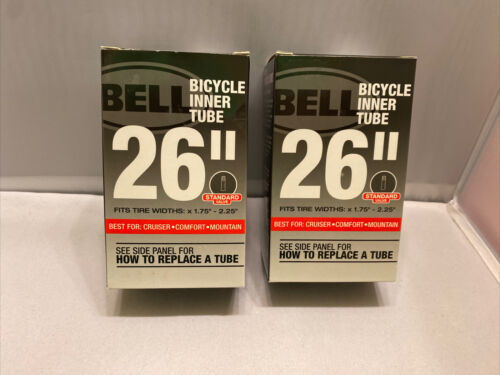 BELL
BICYCLE
INNER
TUBE
26"
STANDARD
VALVE
FITS TIRE WIDTHS: x 1.75" - 2.25"
BEST FOR: CRUISER • COMFORT • MOUNTAIN
SEE SIDE PANEL FOR
HOW TO REPLACE A TUBE
BELL
BICYCLE
INNER
TUBE
26"
STANDARD
VALVE
FITS TIRE WIDTHS: x 1.75" - 2.25"
BEST FOR: CRUISER • COMFORT • MOUNTAIN
SEE SIDE PANEL FOR
HOW TO REPLACE A TUBE